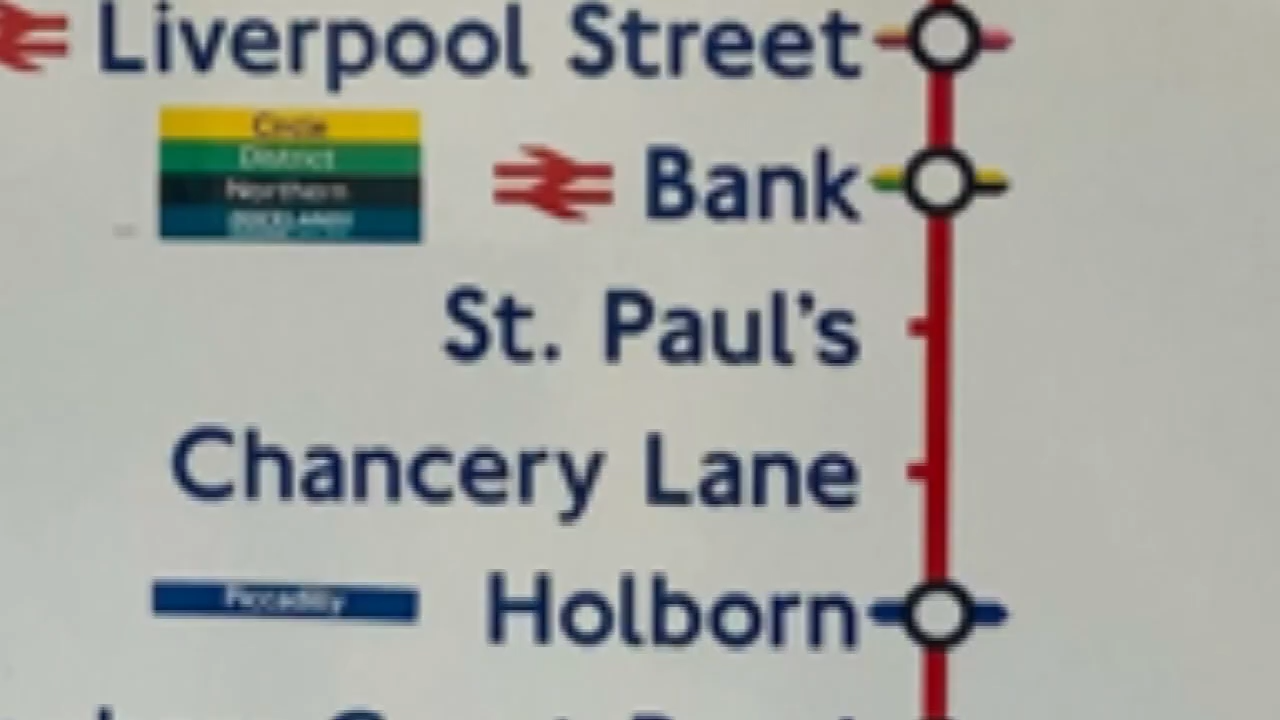 Liverpool Street
Circle
District
Northern
Bank
St. Paul's
Chancery Lane
Piccadilly
Holborn